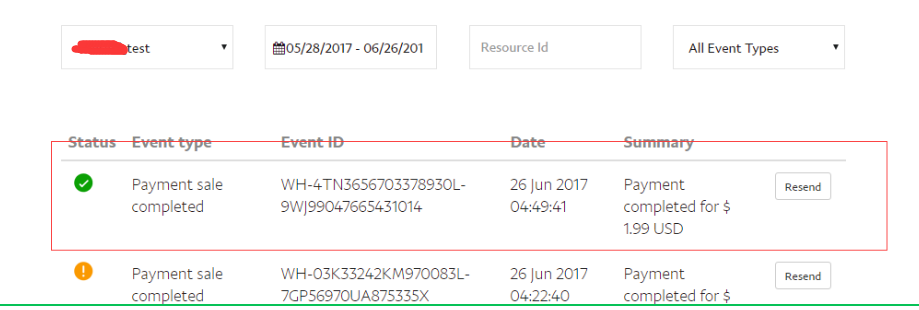 test
05/28/2017 - 06/26/201
Resource Id
All Event Types
Status Event type Event ID Date Summary
Payment sale WH-4TN3656703378930L- 26 Jun 2017 Payment Resend
completed 9WJ99047665431014 04:49:41 completed for $
1.99 USD
Payment sale WH-03K33242KM970083L- 26 Jun 2017 Payment Resend
completed 7GP56970UA875335X 04:22:40 completed for $